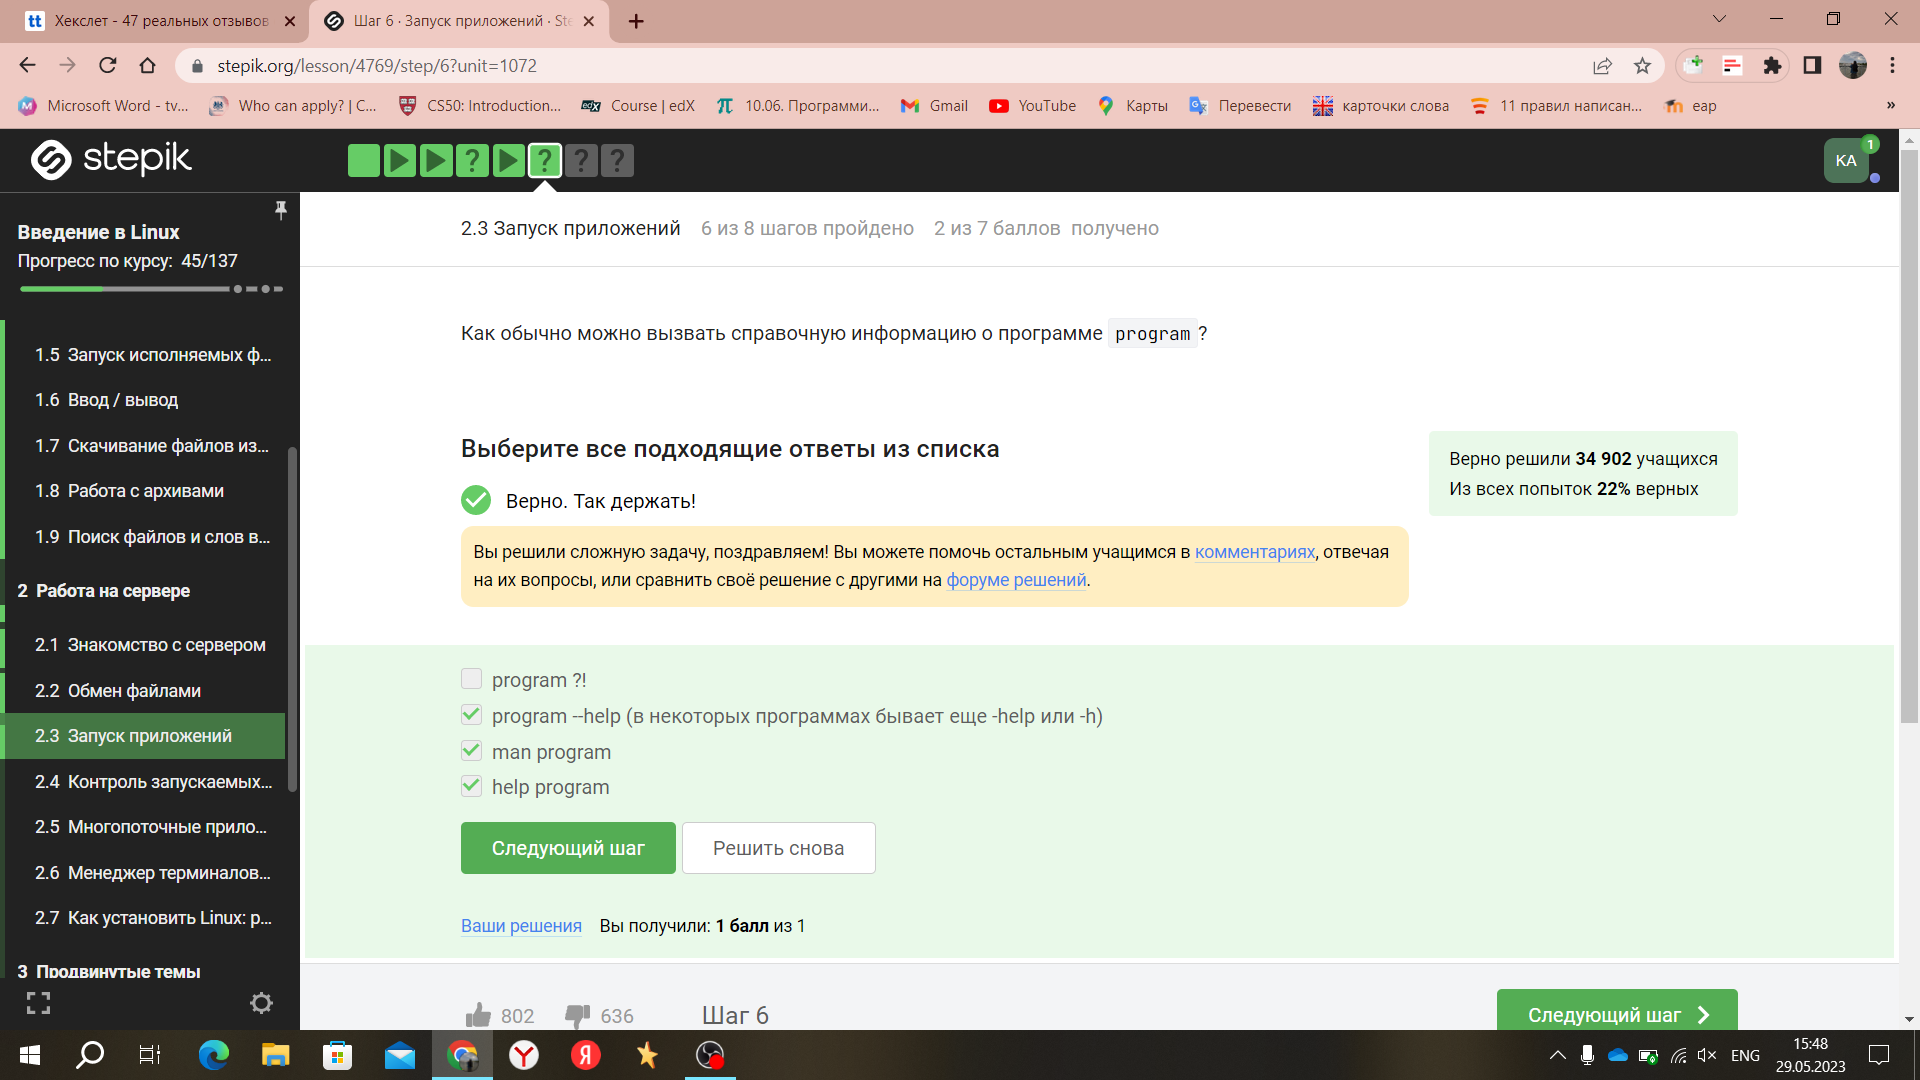 Хекслет - 47 реальных отзывов
Шаг 6 · Запуск приложений · Ste
stepik.org/lesson/4769/step/6?unit=1072
Microsoft Word - tv...
Who can apply? | C...
CS50: Introduction...
edX
Course | edX
10.06. Программи...
Gmail
YouTube
Карты
Перевести
карточки слова
11 правил написан...
eap
»
stepik
? ? ? ?
KA
1
2.3 Запуск приложений 6 из 8 шагов пройдено 2 из 7 баллов получено
Введение в Linux
Прогресс по курсу: 45/137
1.5 Запуск исполняемых ф...
1.6 Ввод / вывод
1.7 Скачивание файлов из...
1.8 Работа с архивами
1.9 Поиск файлов и слов в...
2 Работа на сервере
2.1 Знакомство с сервером
2.2 Обмен файлами
2.3 Запуск приложений
2.4 Контроль запускаемых...
2.5 Многопоточные прило...
2.6 Менеджер терминалов...
2.7 Как установить Linux: р...
3 Продвинутые темы
Как обычно можно вызвать справочную информацию о программе program?
Выберите все подходящие ответы из списка
Верно. Так держать!
Вы решили сложную задачу, поздравляем! Вы можете помочь остальным учащимся в комментариях, отвечая
на их вопросы, или сравнить своё решение с другими на форуме решений.
Верно решили 34 902 учащихся
Из всех попыток 22% верных
program ?!
program --help (в некоторых программах бывает еще -help или -h)
man program
help program
Следующий шаг
Решить снова
Ваши решения Вы получили: 1 балл из 1
802 636 Шаг 6
Следующий шаг
ENG
15:48
29.05.2023